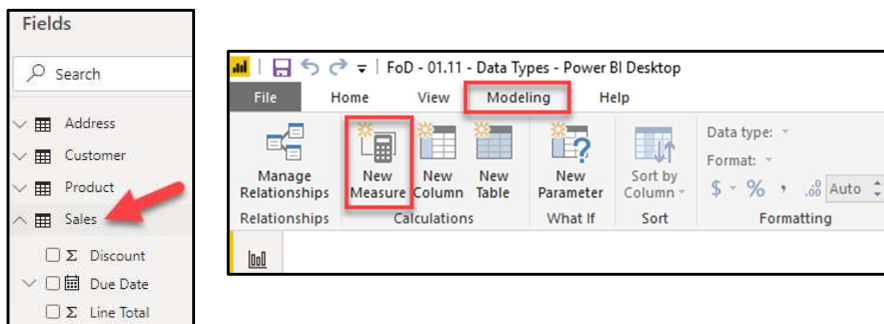 Fields
Search
Address
Customer
Product
Sales
Σ Discount
Due Date
Σ Line Total
FoD - 01.11 - Data Types - Power BI Desktop
File Home View Modeling Help
Manage Relationships
New Measure
New Column
New Table
New Parameter
Sort by Column
Data type:
Format:
$ % , .00 Auto
Relationships Calculations What If Sort Formatting